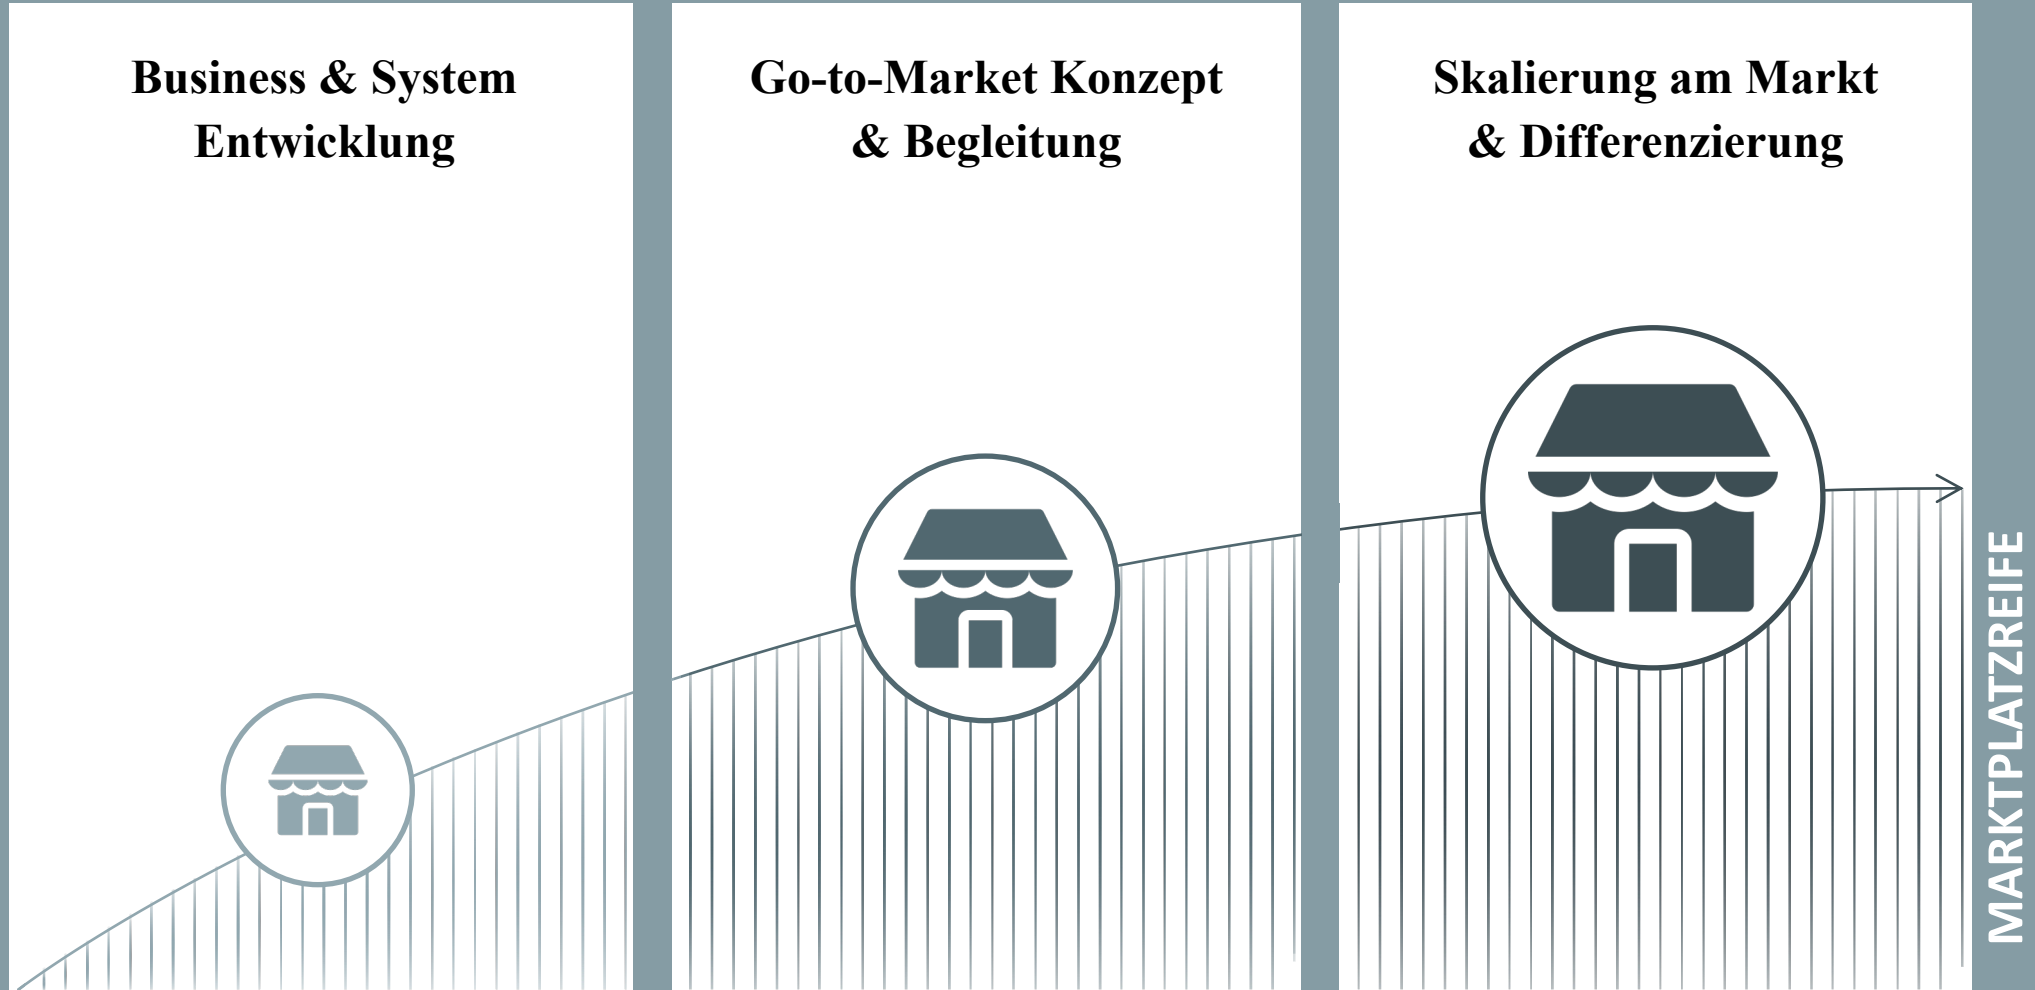 Business & System
Entwicklung
Go-to-Market Konzept
& Begleitung
Skalierung am Markt
& Differenzierung
MARKTPLATZREIFE